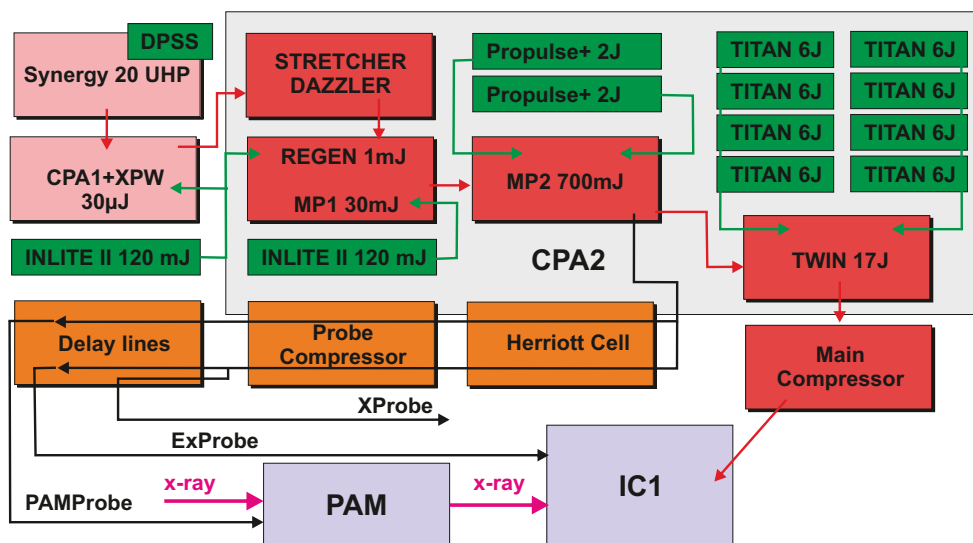 DPSS
Synergy 20 UHP
STRETCHER
DAZZLER
Propulse+ 2J
Propulse+ 2J
TITAN 6J
TITAN 6J
TITAN 6J
TITAN 6J
TITAN 6J
TITAN 6J
TITAN 6J
TITAN 6J
CPA1+XPW
30µJ
REGEN 1mJ
MP1 30mJ
MP2 700mJ
INLITE II 120 mJ
INLITE II 120 mJ
CPA2
TWIN 17J
Delay lines
Probe
Compressor
Herriott Cell
Main
Compressor
XProbe
ExProbe
x-ray
x-ray
PAMProbe
PAM
IC1